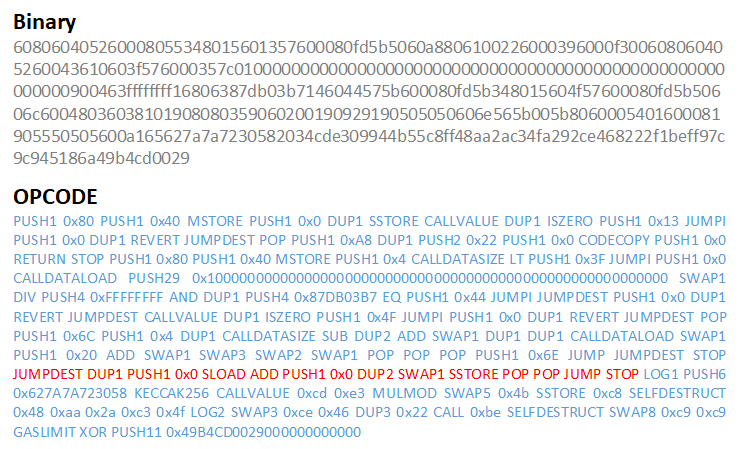 Binary
608060405260008055348015601357600080fd5b5060a8806100226000396000f30060806040
5260043610603f576000357c0100000000000000000000000000000000000000000000000000
000000900463ffffffff16806387db03b7146044575b600080fd5b348015604f57600080fd5b506
06c60048036038101908080359060200190929190505050606e565b005b8060005401600081
905550505600a165627a7a7230582034cde309944b55c8ff48aa2ac34fa292ce468222f1beff97c
9c945186a49b4cd0029
OPCODE
PUSH1 0x80 PUSH1 0x40 MSTORE PUSH1 0x0 DUP1 SSTORE CALLVALUE DUP1 ISZERO PUSH1 0x13 JUMPI
PUSH1 0x0 DUP1 REVERT JUMPDEST POP PUSH1 0xA8 DUP1 PUSH2 0x22 PUSH1 0x0 CODECOPY PUSH1 0x0
RETURN STOP PUSH1 0x80 PUSH1 0x40 MSTORE PUSH1 0x4 CALLDATASIZE LT PUSH1 0x3F JUMPI PUSH1 0x0
CALLDATALOAD PUSH29 0x100000000000000000000000000000000000000000000000000000000 SWAP1
DIV PUSH4 0xFFFFFFFF AND DUP1 PUSH4 0x87DB03B7 EQ PUSH1 0x44 JUMPI JUMPDEST PUSH1 0x0 DUP1
REVERT JUMPDEST CALLVALUE DUP1 ISZERO PUSH1 0x4F JUMPI PUSH1 0x0 DUP1 REVERT JUMPDEST POP
PUSH1 0x6C PUSH1 0x4 DUP1 CALLDATASIZE SUB DUP2 ADD SWAP1 DUP1 DUP1 CALLDATALOAD SWAP1
PUSH1 0x20 ADD SWAP1 SWAP3 SWAP2 SWAP1 POP POP POP PUSH1 0x6E JUMP JUMPDEST STOP
JUMPDEST DUP1 PUSH1 0x0 SLOAD ADD PUSH1 0x0 DUP2 SWAP1 SSTORE POP POP JUMP STOP LOG1 PUSH6
0x627A7A723058 KECCAK256 CALLVALUE 0xcd 0xe3 MULMOD SWAP5 0x4b SSTORE 0xc8 SELFDESTRUCT
0x48 0xaa 0x2a 0xc3 0x4f LOG2 SWAP3 0xce 0x46 DUP3 0x22 CALL 0xbe SELFDESTRUCT SWAP8 0xc9 0xc9
GASLIMIT XOR PUSH11 0x49B4CD0029000000000000